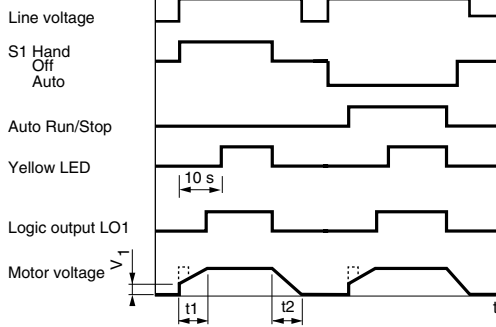 Line voltage
S1 Hand
Off
Auto
Auto Run/Stop
Yellow LED
10 s
Logic output LO1
Motor voltage
V1
t1
t2
t